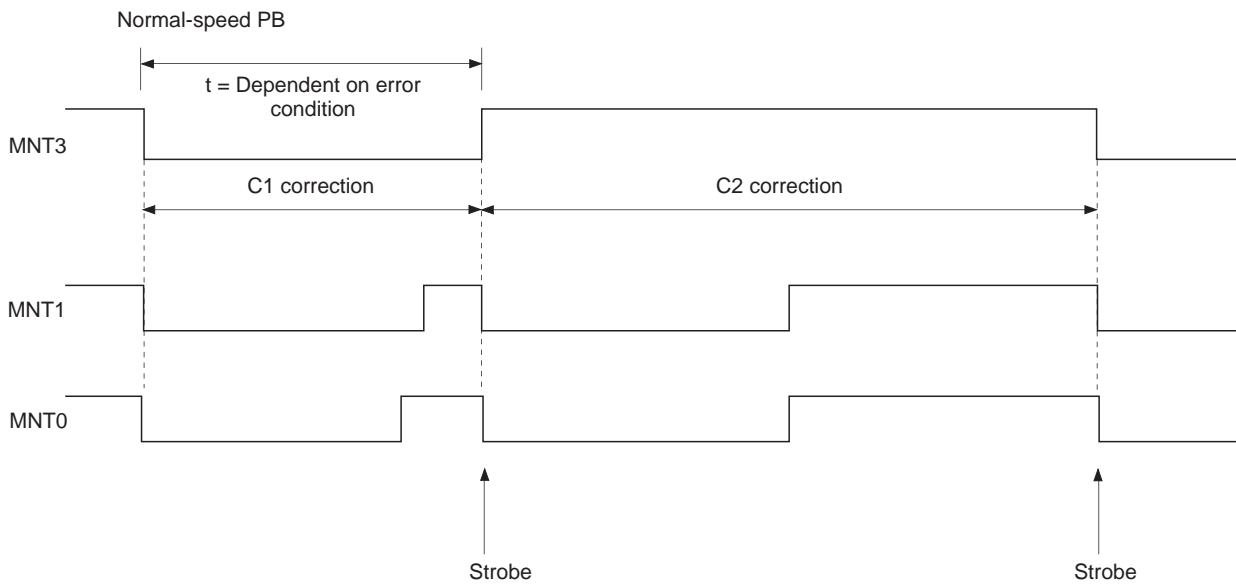 Normal-speed PB
t = Dependent on error
condition
MNT3
C1 correction
C2 correction
MNT1
MNT0
Strobe
Strobe